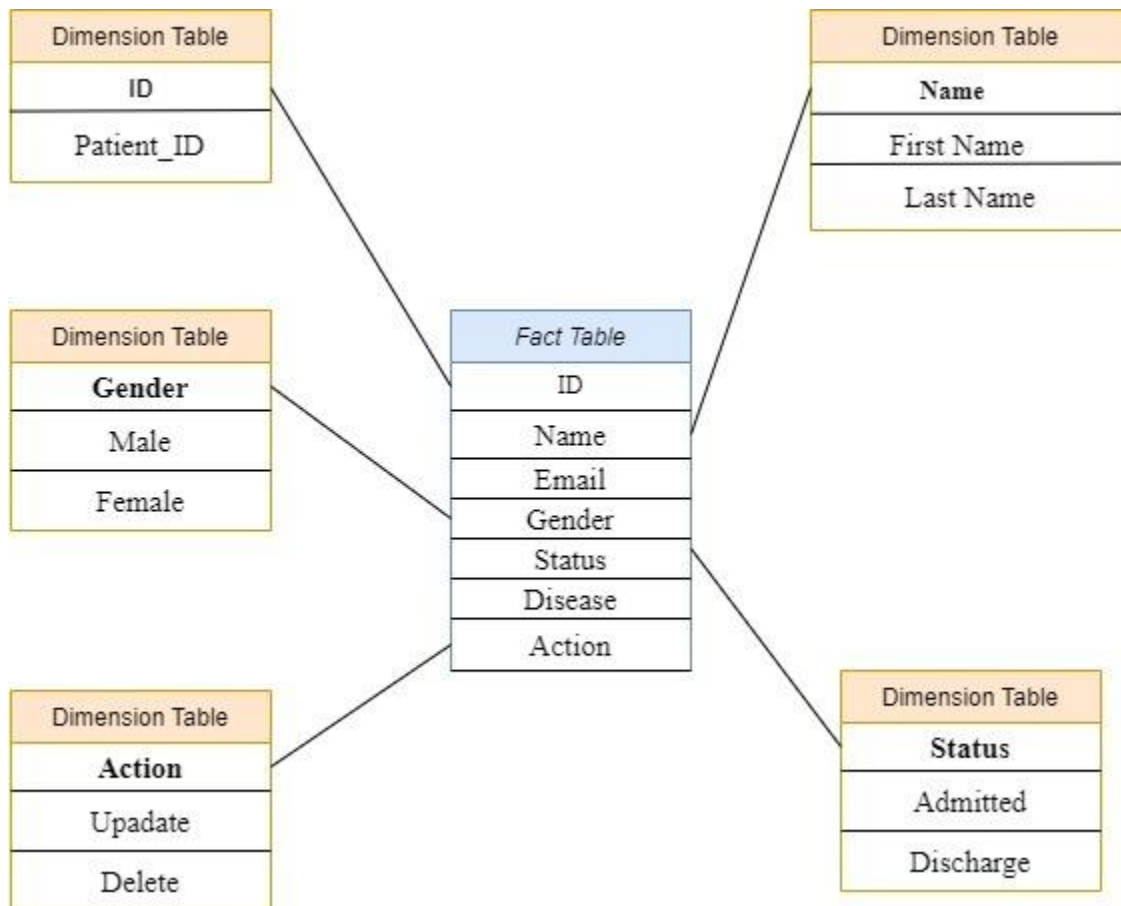 Dimension Table
ID
Patient_ID
Dimension Table
Name
First Name
Last Name
Dimension Table
Gender
Male
Female
Fact Table
ID
Name
Email
Gender
Status
Disease
Action
Dimension Table
Action
Upadate
Delete
Dimension Table
Status
Admitted
Discharge